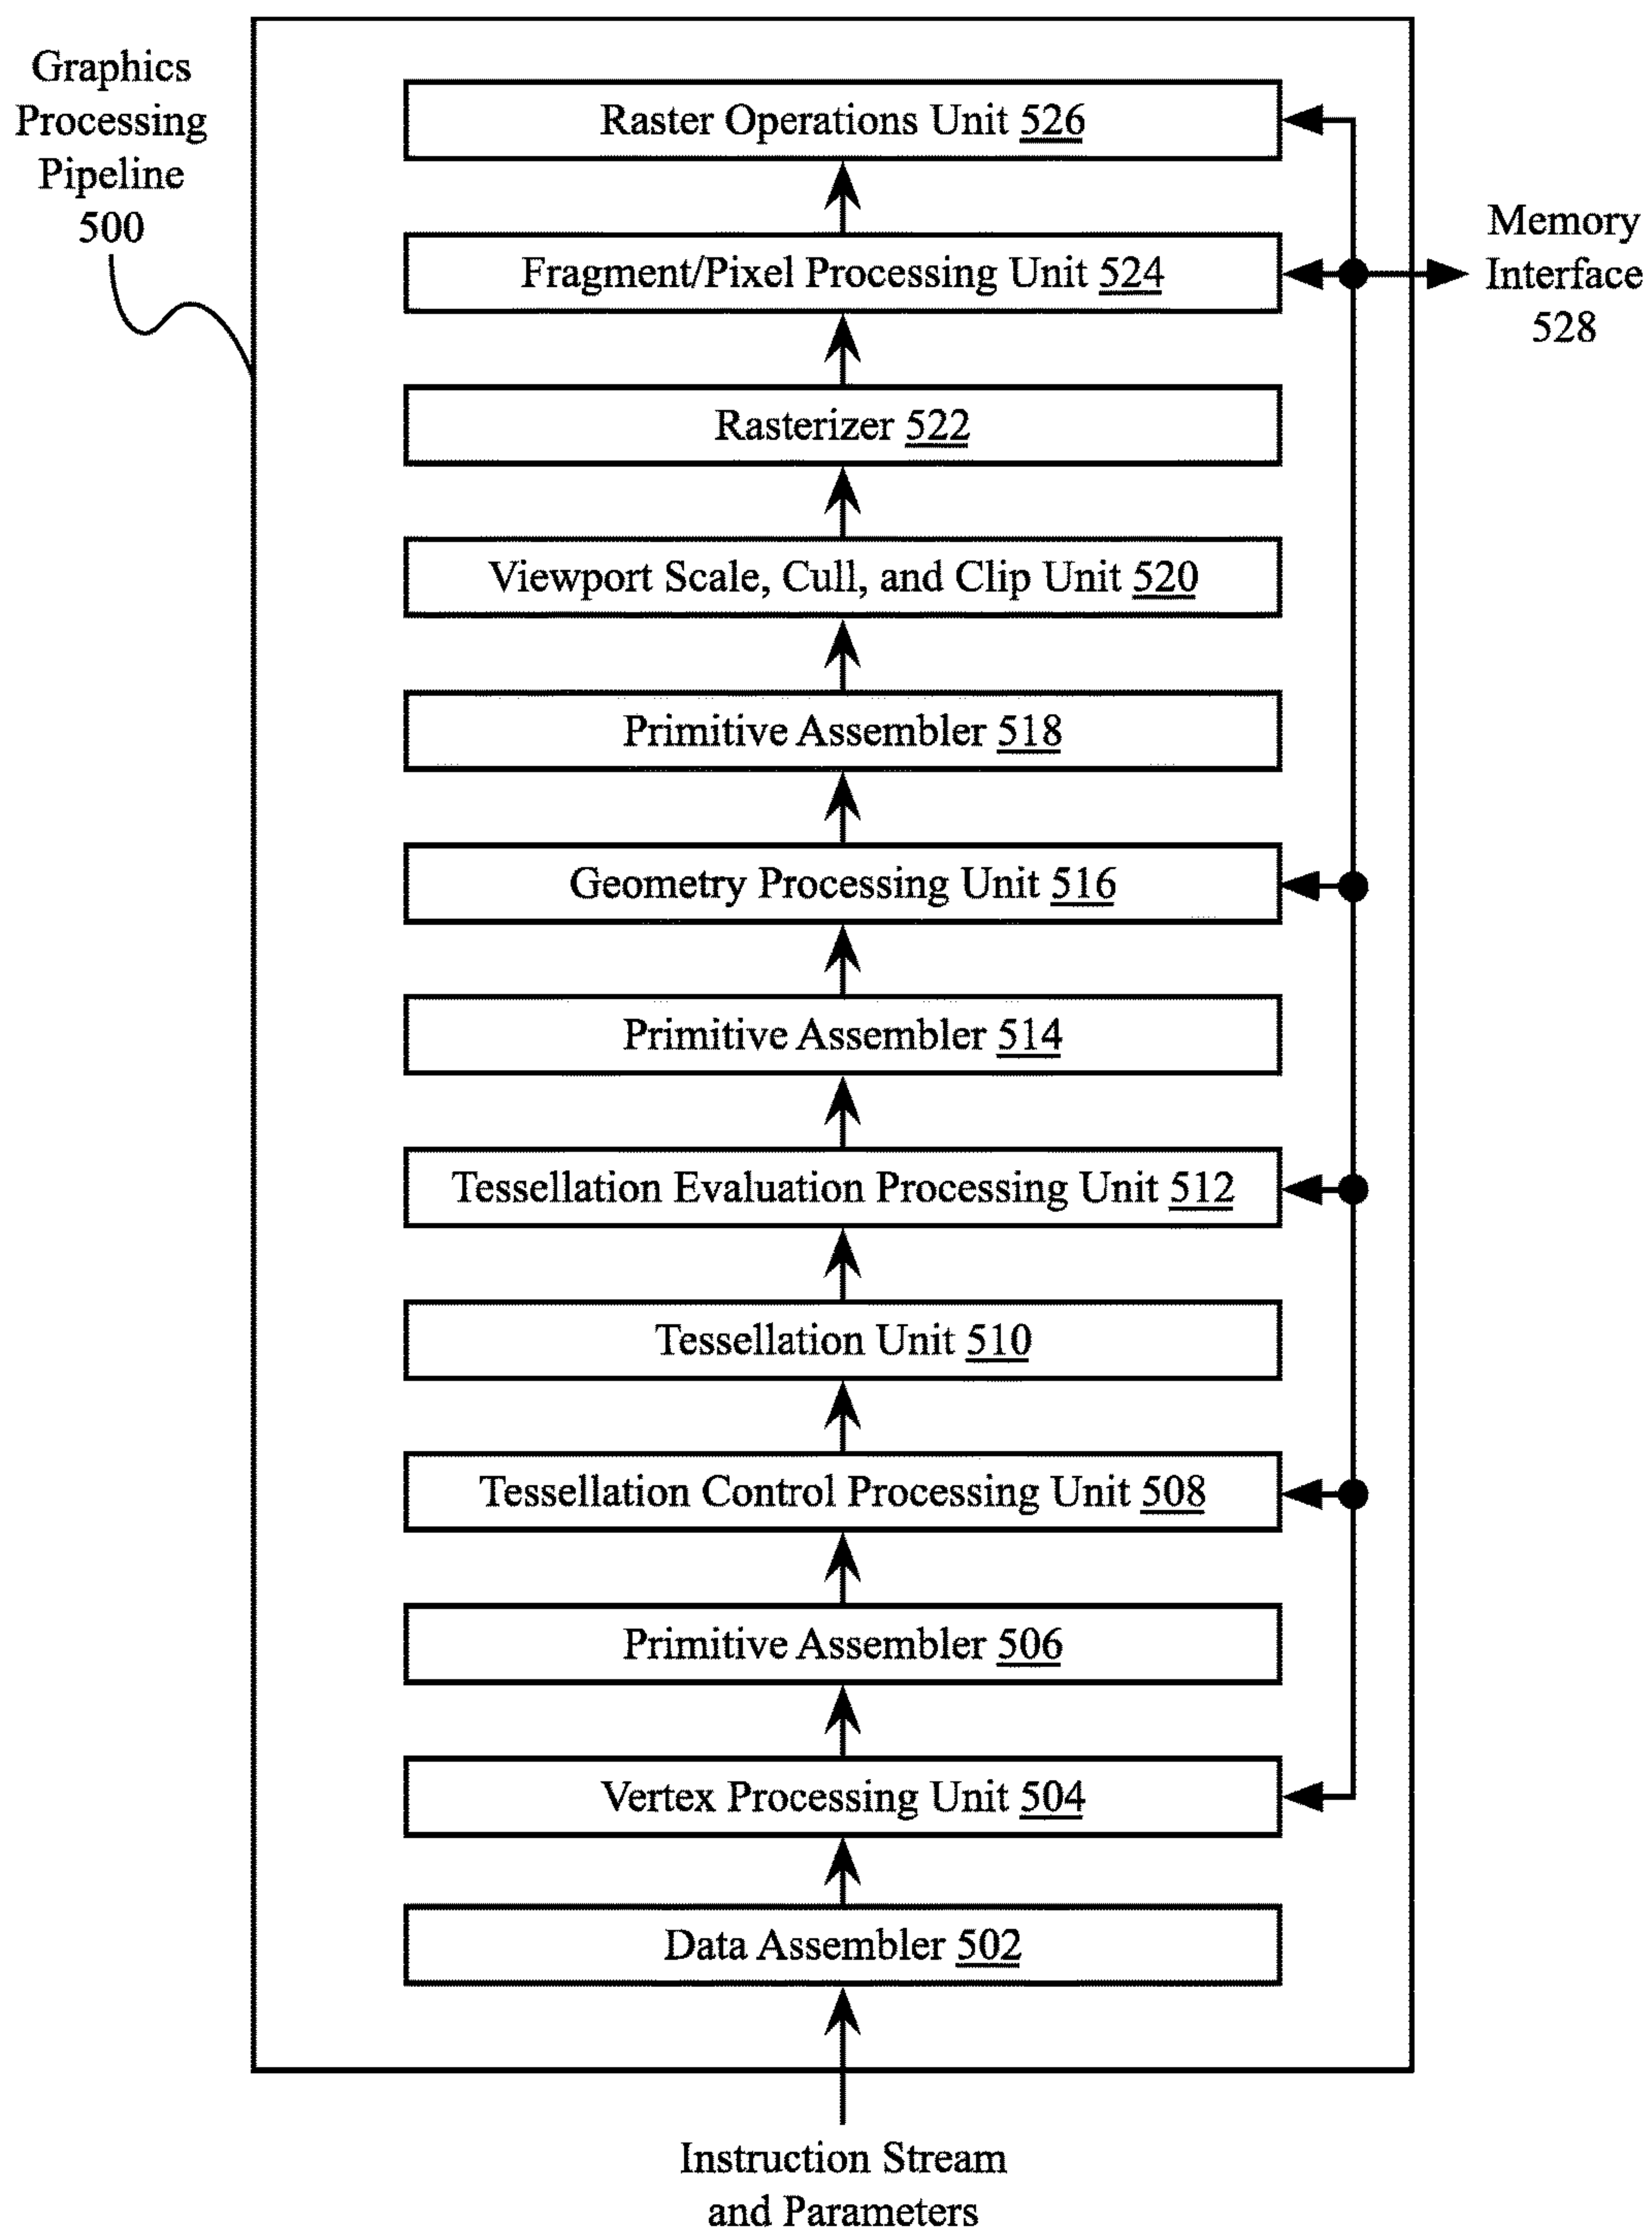 Graphics
Processing
Pipeline
500
Raster Operations Unit 526
Fragment/Pixel Processing Unit 524
Memory
Interface
528
Rasterizer 522
Viewport Scale, Cull, and Clip Unit 520
Primitive Assembler 518
Geometry Processing Unit 516
Primitive Assembler 514
Tessellation Evaluation Processing Unit 512
Tessellation Unit 510
Tessellation Control Processing Unit 508
Primitive Assembler 506
Vertex Processing Unit 504
Data Assembler 502
Instruction Stream
and Parameters